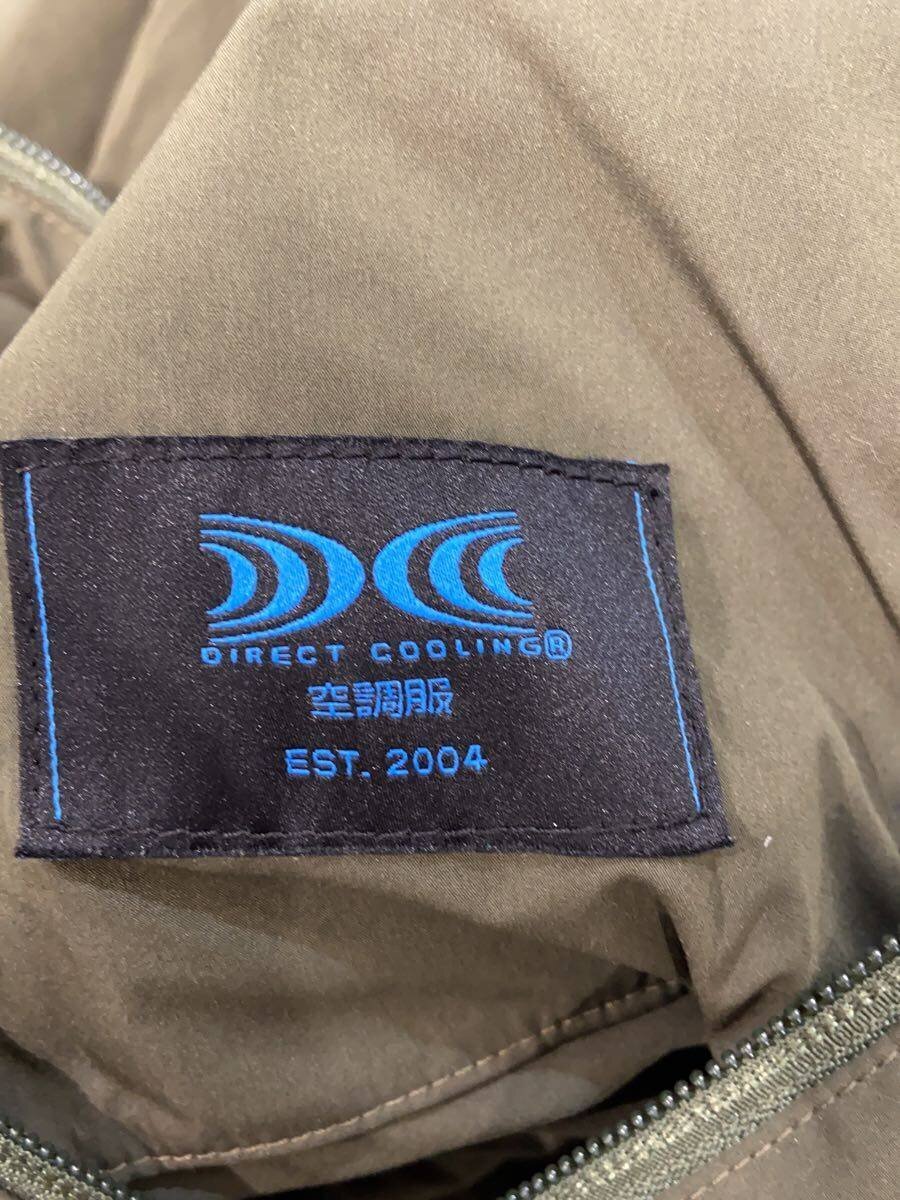 DIRECT COOLING®
空調服
EST. 2004